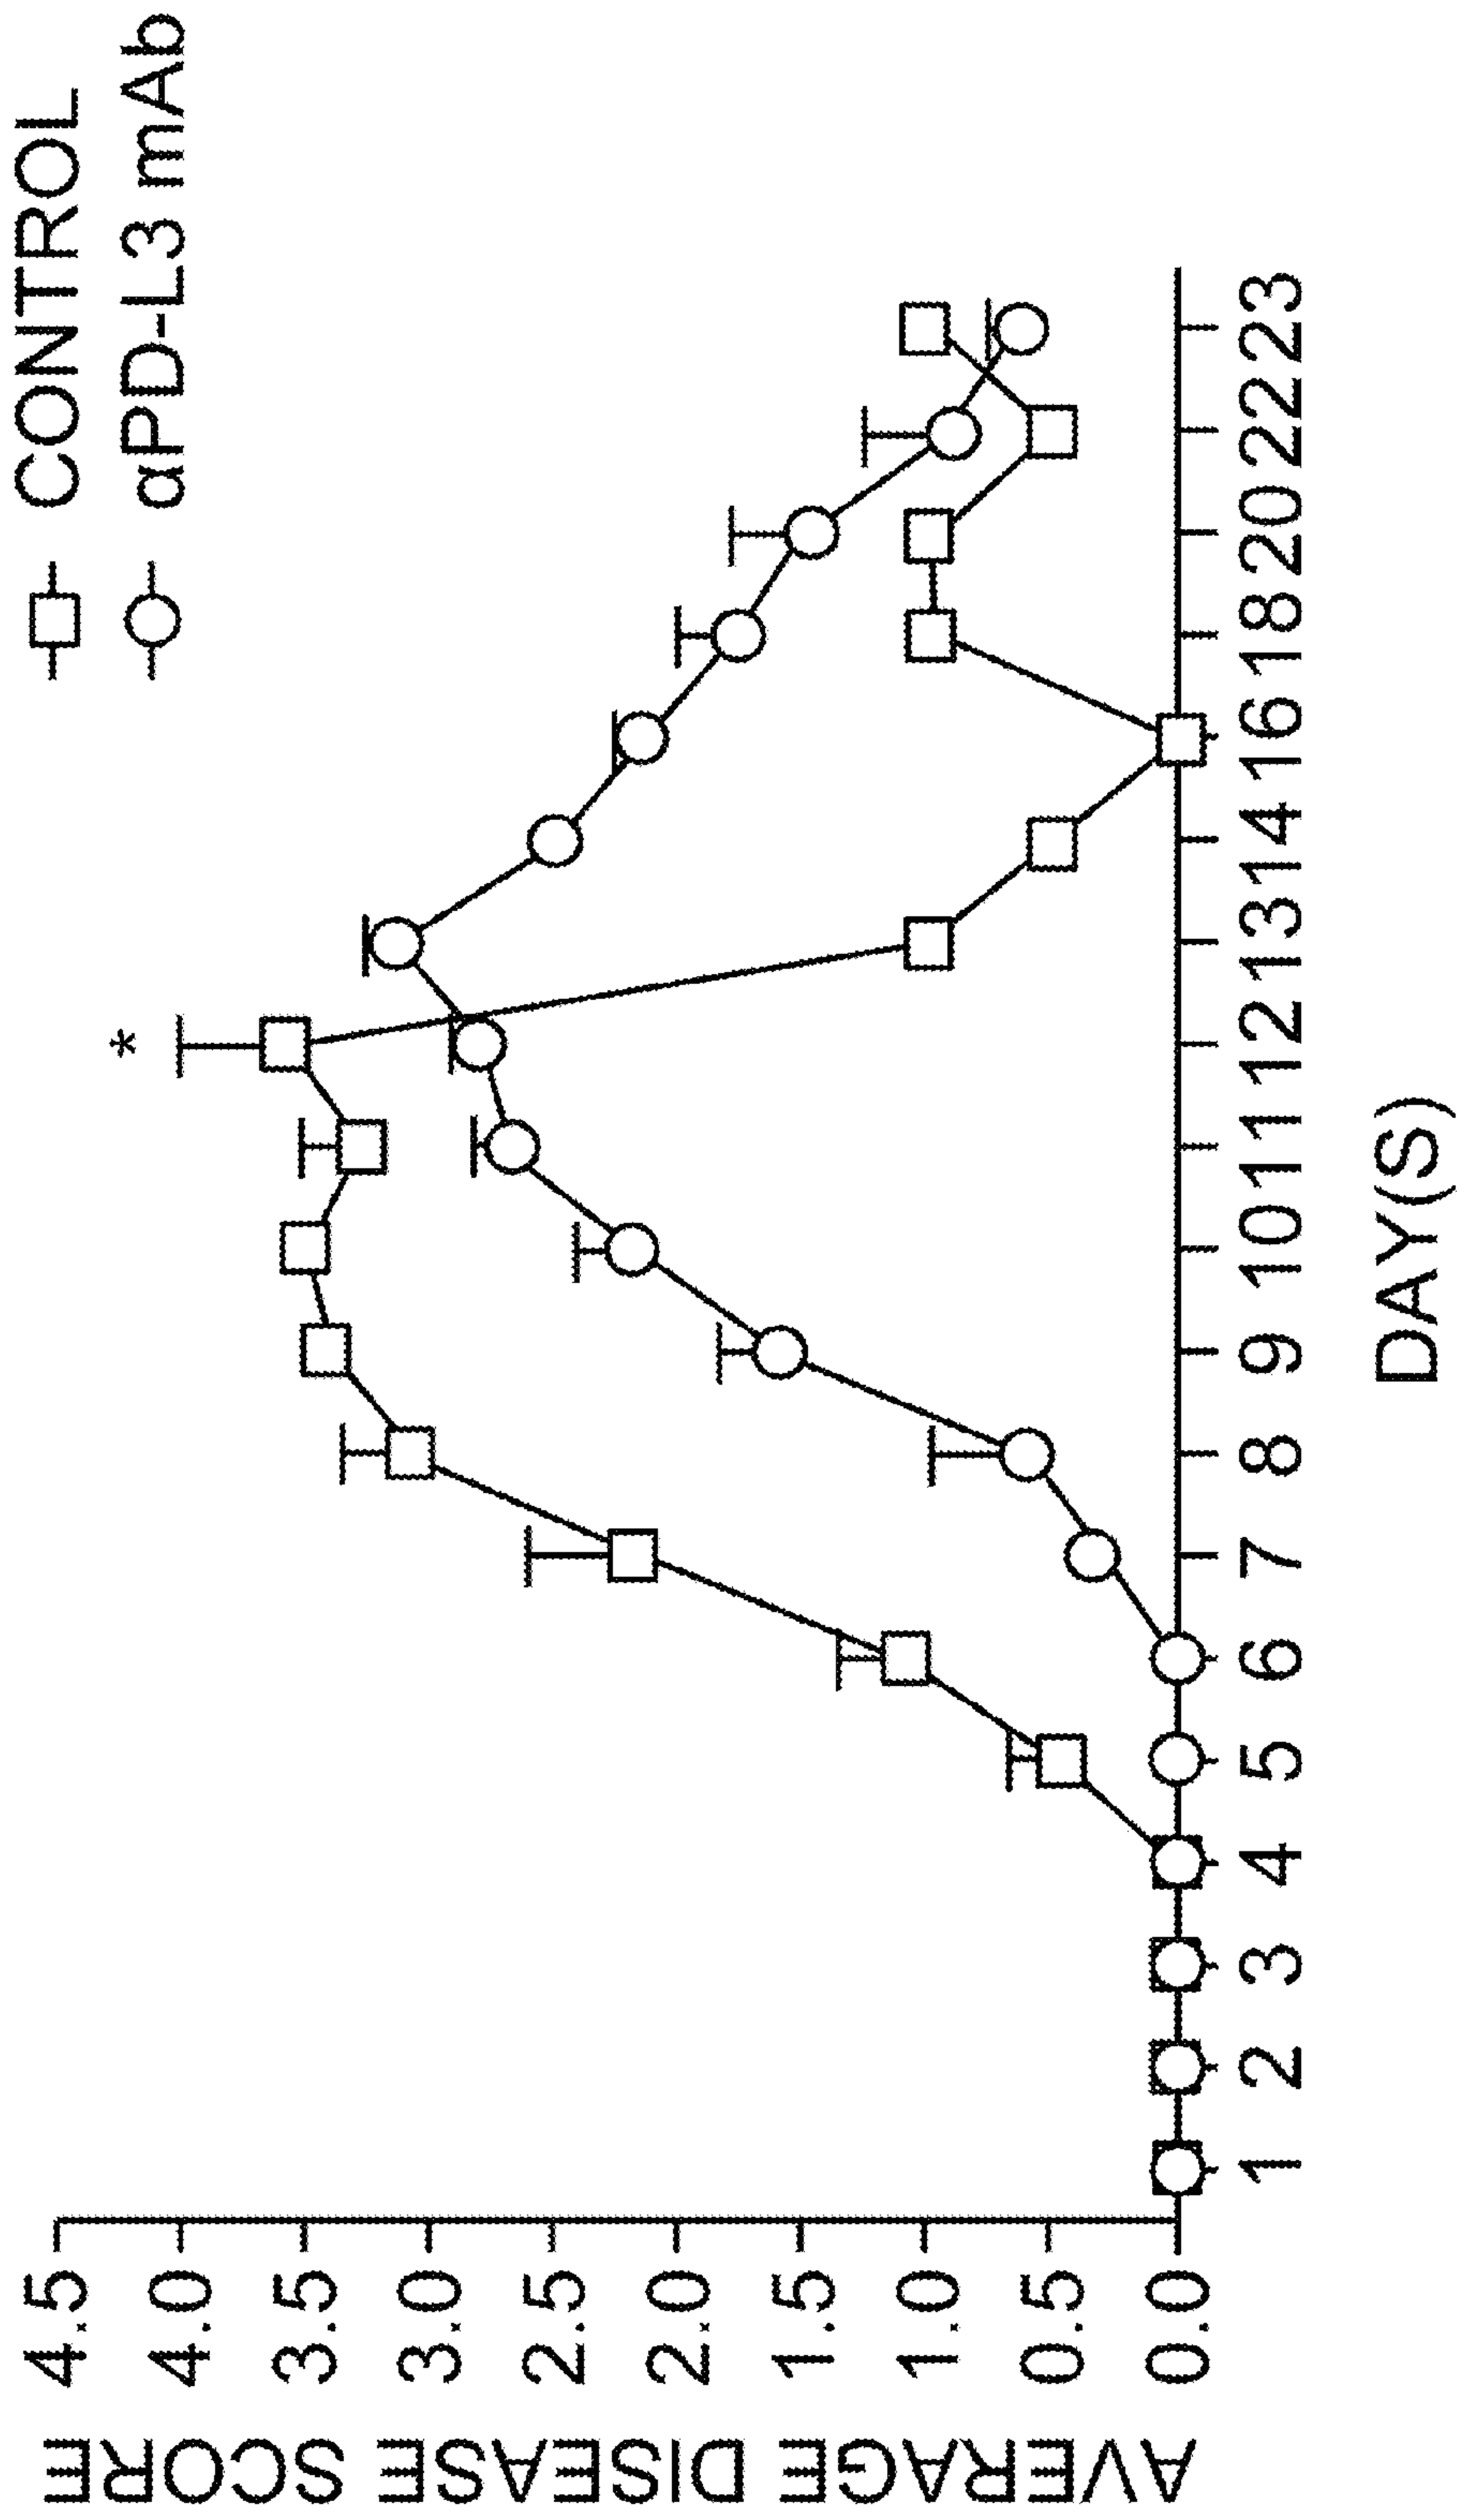 CONTROL
αPD-L3 mAb
*
AVERAGE DISEASE SCORE
4.5
4.0
3.5
3.0
2.5
2.0
1.5
1.0
0.5
0.0
1 2 3 4 5 6 7 8 9 10 11 12 13 14 16 18 20 22 23
DAY(S)